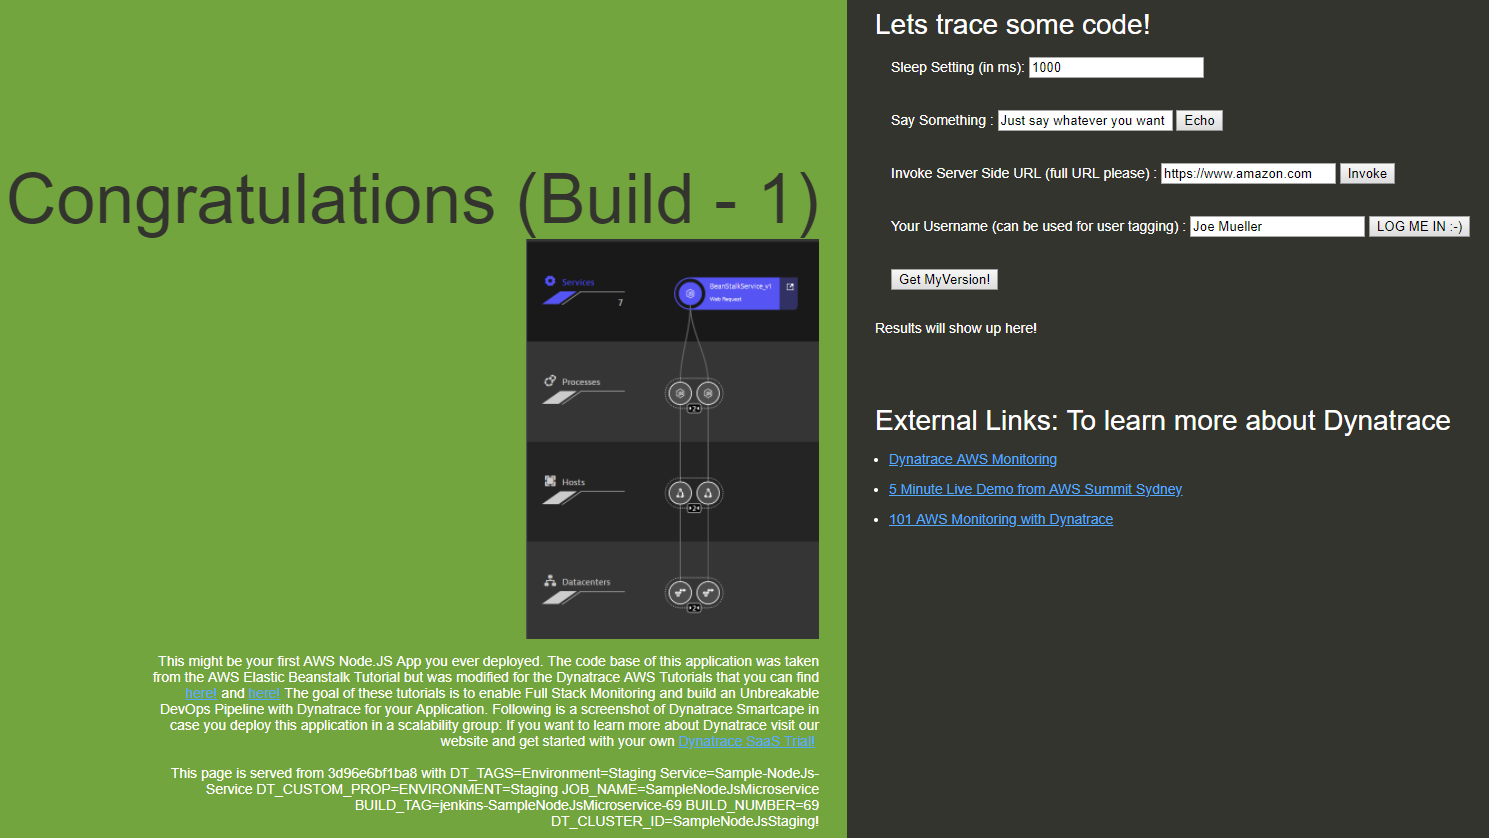 Congratulations (Build - 1)
Services
7
BeanStalkService_v1
Web Request
Processes
2
Hosts
2
Datacenters
2
This might be your first AWS Node.JS App you ever deployed. The code base of this application was taken
from the AWS Elastic Beanstalk Tutorial but was modified for the Dynatrace AWS Tutorials that you can find
here! and here! The goal of these tutorials is to enable Full Stack Monitoring and build an Unbreakable
DevOps Pipeline with Dynatrace for your Application. Following is a screenshot of Dynatrace Smartcape in
case you deploy this application in a scalability group: If you want to learn more about Dynatrace visit our
website and get started with your own Dynatrace SaaS Trial!
This page is served from 3d96e6bf1ba8 with DT_TAGS=Environment=Staging Service=Sample-NodeJs-
Service DT_CUSTOM_PROP=ENVIRONMENT=Staging JOB_NAME=SampleNodeJsMicroservice
BUILD_TAG=jenkins-SampleNodeJsMicroservice-69 BUILD_NUMBER=69
DT_CLUSTER_ID=SampleNodeJsStaging!
Lets trace some code!
Sleep Setting (in ms): 1000
Say Something : Just say whatever you want Echo
Invoke Server Side URL (full URL please) : https://www.amazon.com Invoke
Your Username (can be used for user tagging) : Joe Mueller LOG ME IN :-)
Get MyVersion!
Results will show up here!
External Links: To learn more about Dynatrace
• Dynatrace AWS Monitoring
• 5 Minute Live Demo from AWS Summit Sydney
• 101 AWS Monitoring with Dynatrace